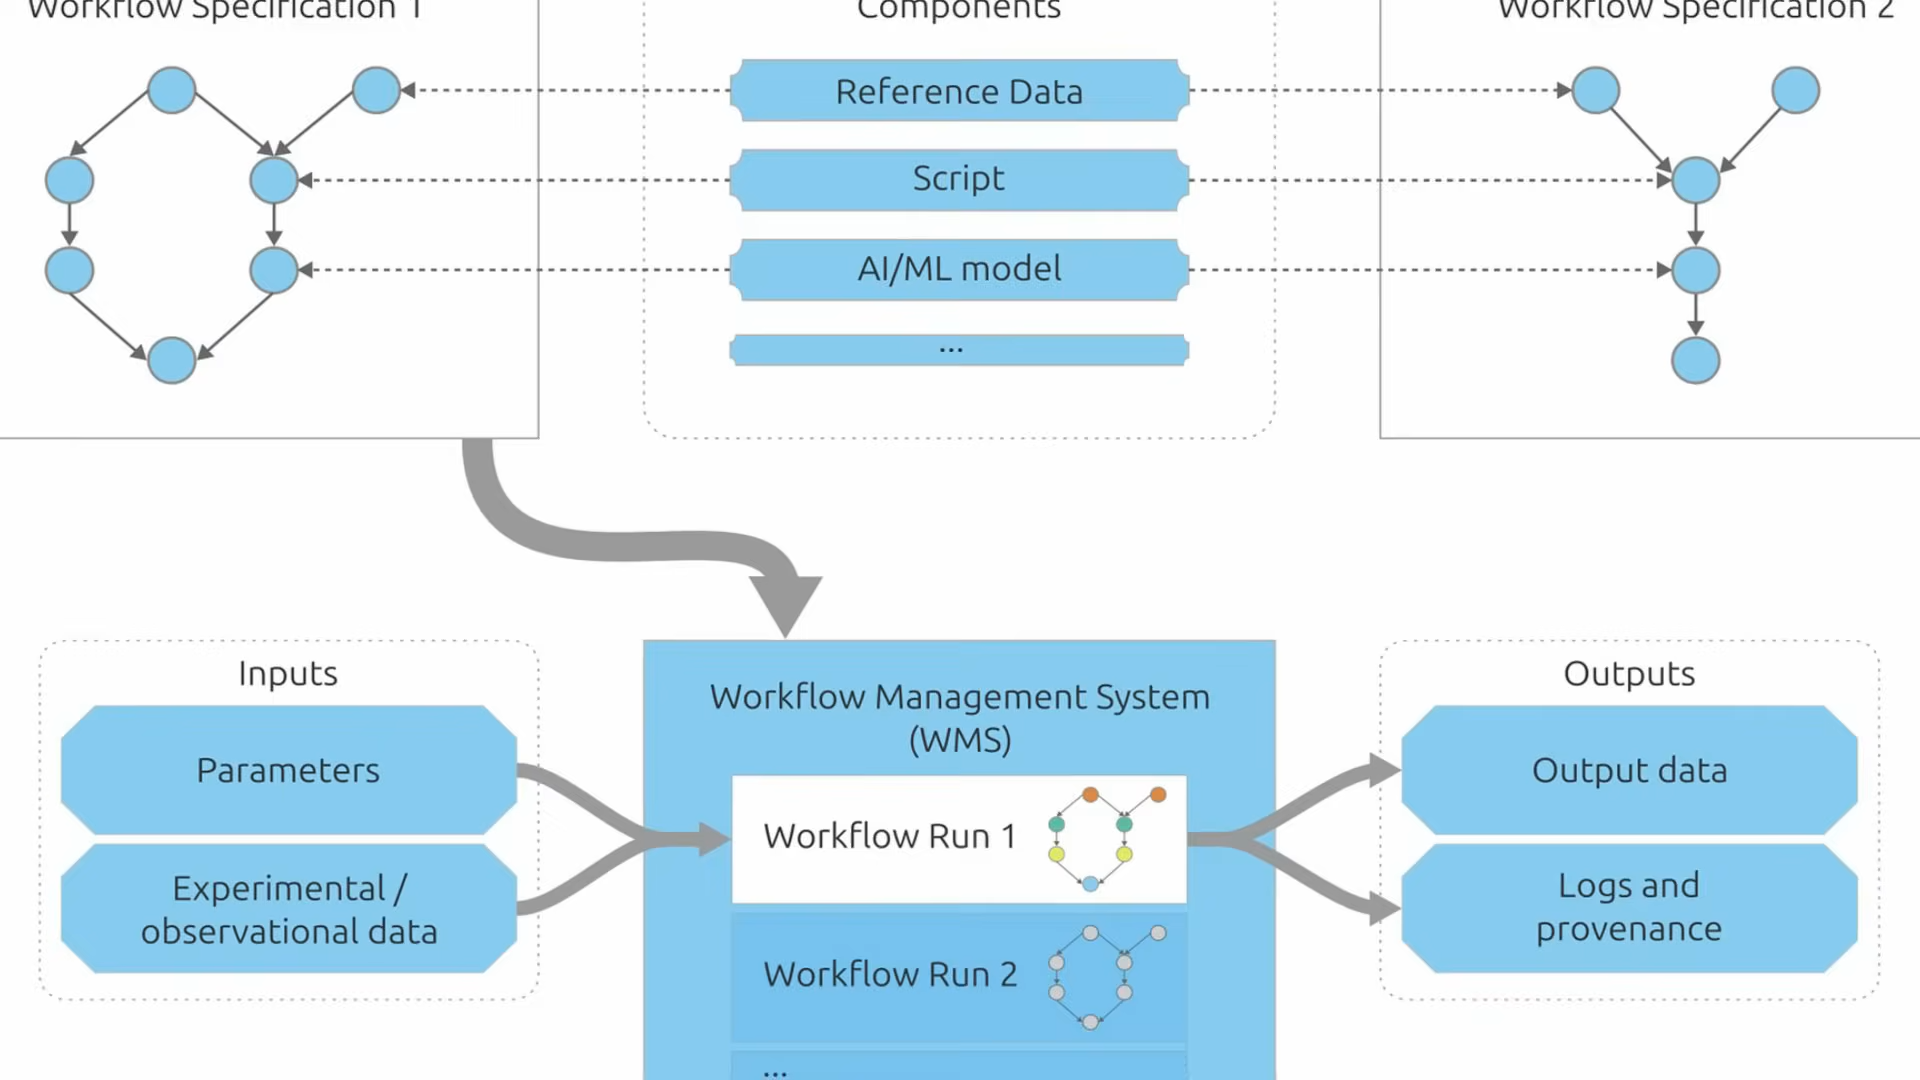 Workflow Specification 1
Components
Workflow Specification 2
Reference Data
Script
AI/ML model
...
Inputs
Parameters
Experimental /
observational data
Workflow Management System
(WMS)
Workflow Run 1
Workflow Run 2
...
Outputs
Output data
Logs and
provenance